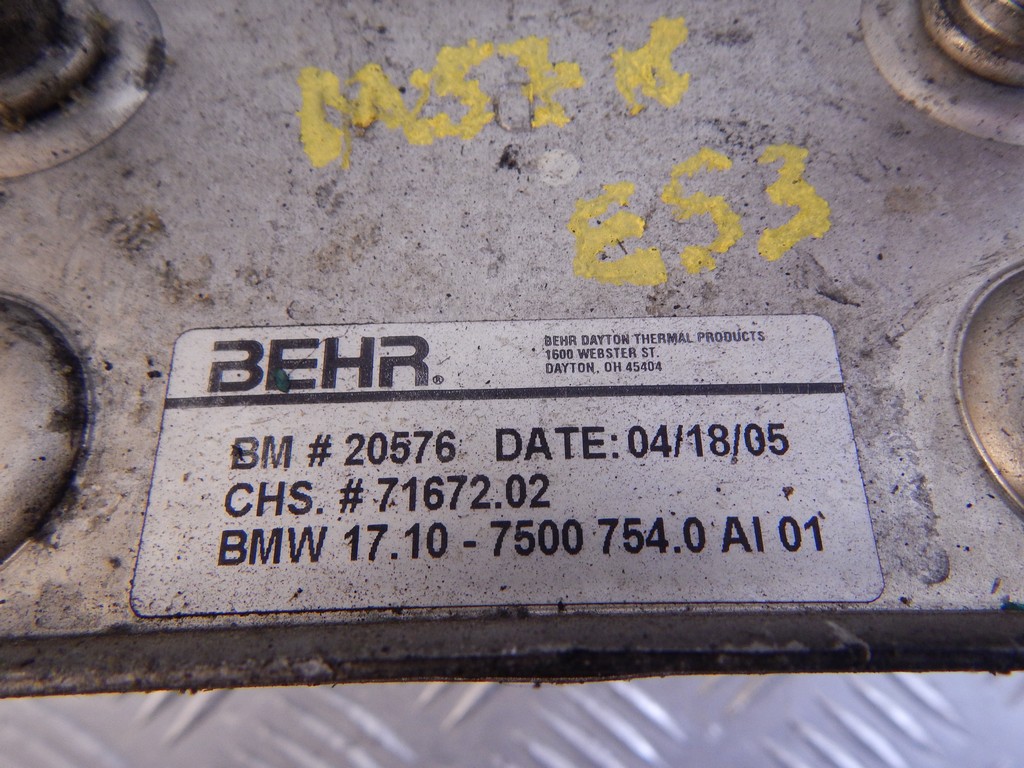 M57N
E53
BEHR®
BEHR DAYTON THERMAL PRODUCTS
1600 WEBSTER ST.
DAYTON, OH 45404
BM # 20576 DATE: 04/18/05
CHS. # 71672.02
BMW 17.10 - 7500 754.0 AI 01